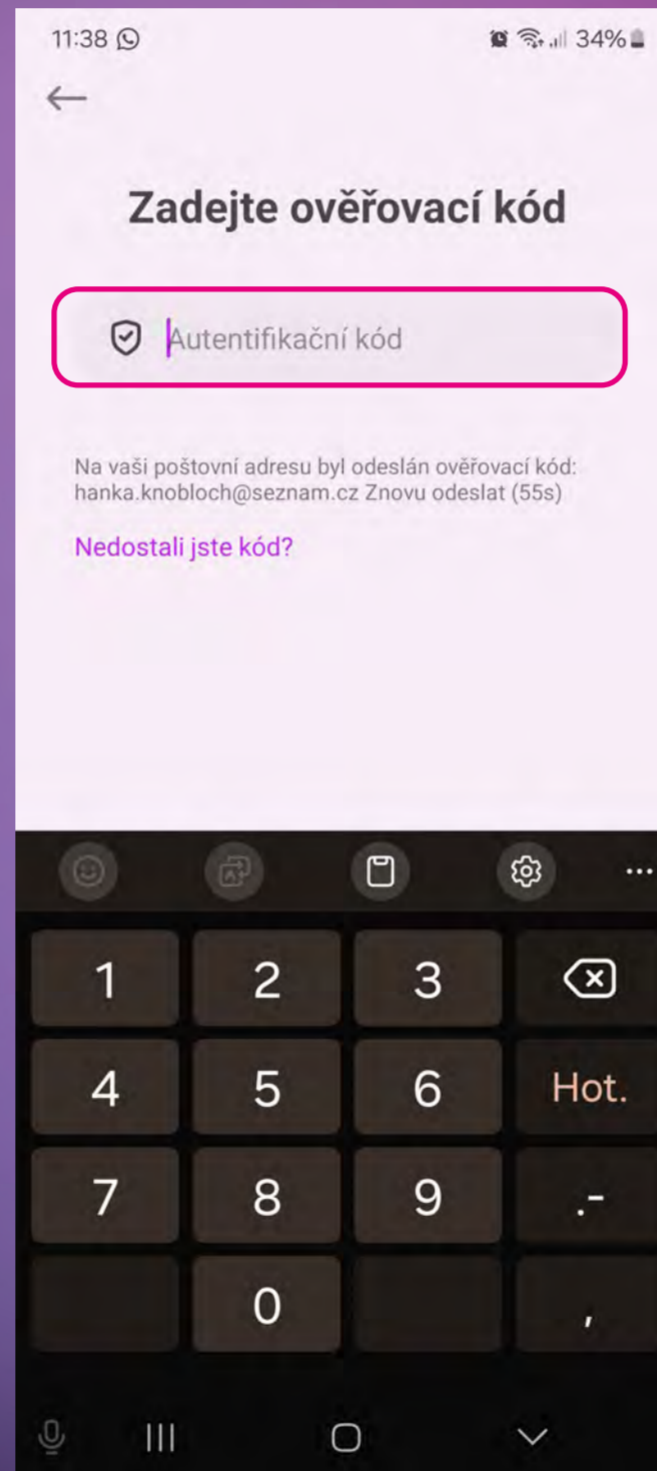 11:38 34%
Zadejte ověřovací kód
Autentifikační kód
Na vaši poštovní adresu byl odeslán ověřovací kód:
hanka.knobloch@seznam.cz Znovu odeslat (55s)
Nedostali jste kód?
1 2 3
4 5 6 Hot.
7 8 9 .-
0 ,